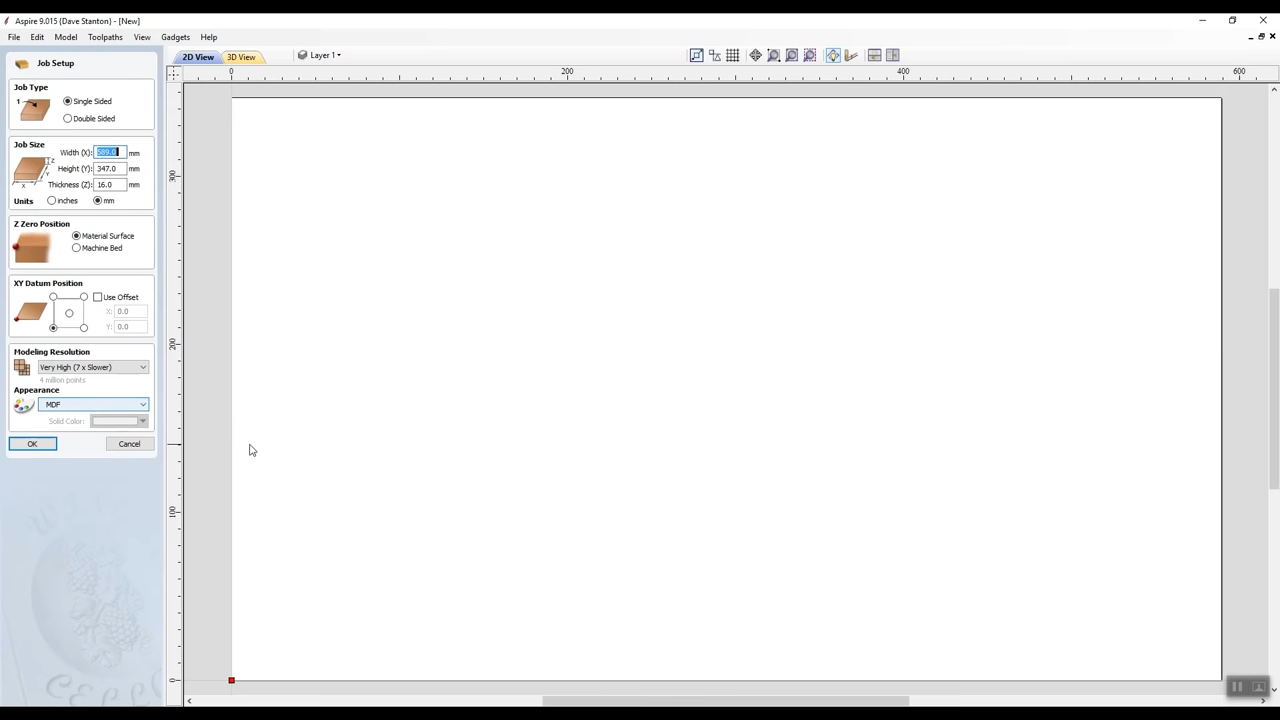 Aspire 9.015 {Dave Stanton} - [New]
File Edit Model Toolpaths View Gadgets Help
Job Setup
2D View 3D View Layer 1
0 200 400 600
Job Type
1
Single Sided
Double Sided
Job Size
Width (X): 589.0 mm
Height (Y): 347.0 mm
Thickness (Z): 16.0 mm
Z
Y
X
Units inches mm
Z Zero Position
Material Surface
Machine Bed
XY Datum Position
Use Offset
X: 0.0
Y: 0.0
Modeling Resolution
Very High (7 x Slower)
4 million points
Appearance
MDF
Solid Color:
OK Cancel
300
200
100
0